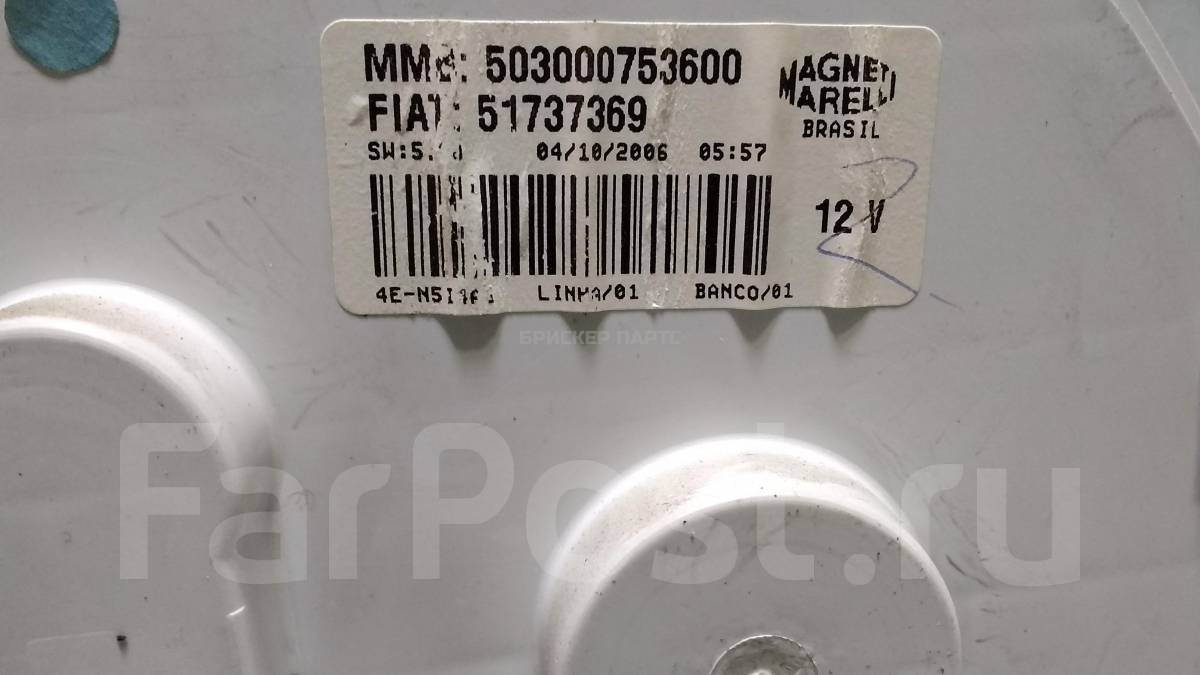 503000753600
MAGNETI
MARELLI
FIAT: 51737369
BRASIL
04/10/2006 05:57
12 V
LINHA/01 BANCO/01
БРИСКЕР ПАРТС
FarPost.ru